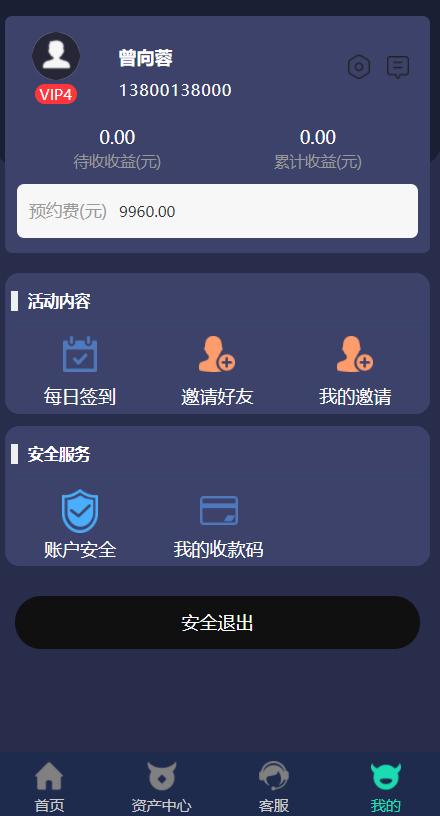 曾向蓉
VIP4
13800138000
0.00 0.00
待收收益(元) 累计收益(元)
预约费(元) 9960.00
活动内容
每日签到 邀请好友 我的邀请
安全服务
账户安全 我的收款码
安全退出
首页 资产中心 客服 我的